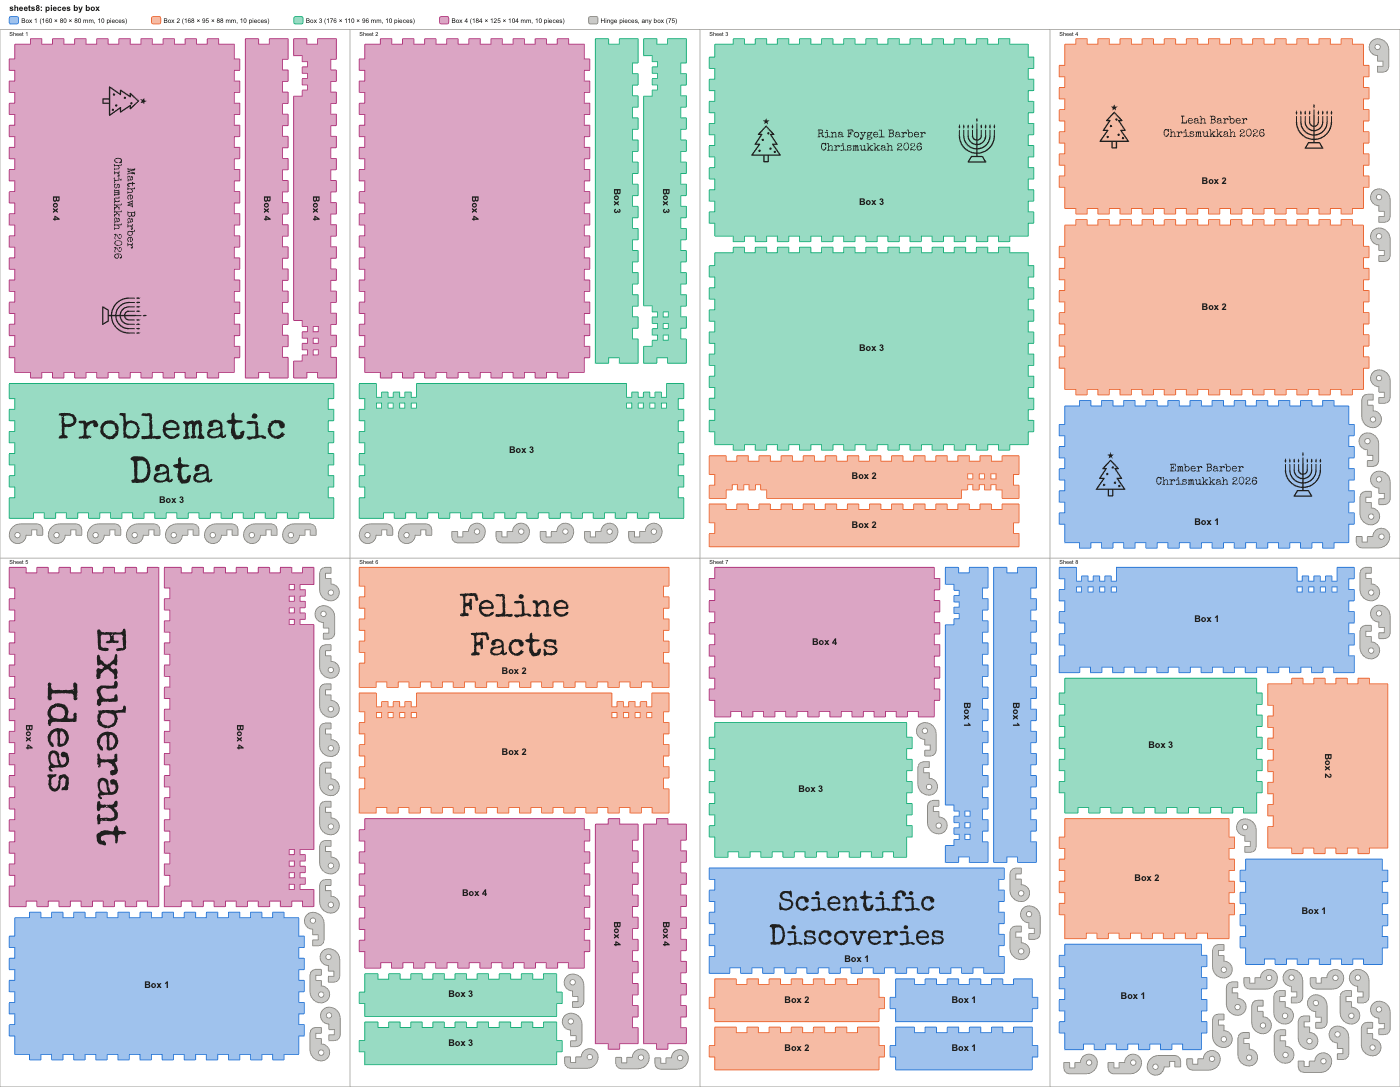 sheets8: pieces by box
Box 1 (160 × 80 × 80 mm, 10 pieces)
Box 2 (168 × 95 × 88 mm, 10 pieces)
Box 3 (176 × 110 × 96 mm, 10 pieces)
Box 4 (184 × 125 × 104 mm, 10 pieces)
Hinge pieces, any box (75)
Sheet 1
Mathew Barber
Chrismukkah 2026
Box 4
Box 4
Box 4
Problematic
Data
Box 3
Sheet 2
Box 4
Box 3
Box 3
Box 3
Sheet 3
Rina Foygel Barber
Chrismukkah 2026
Box 3
Box 3
Box 2
Box 2
Sheet 4
Leah Barber
Chrismukkah 2026
Box 2
Box 2
Ember Barber
Chrismukkah 2026
Box 1
Sheet 5
Exuberant
Ideas
Box 4
Box 4
Box 1
Sheet 6
Feline
Facts
Box 2
Box 2
Box 4
Box 4
Box 4
Box 3
Box 3
Sheet 7
Box 4
Box 1
Box 1
Box 3
Scientific
Discoveries
Box 1
Box 2
Box 1
Box 2
Box 1
Sheet 8
Box 1
Box 3
Box 2
Box 2
Box 1
Box 1